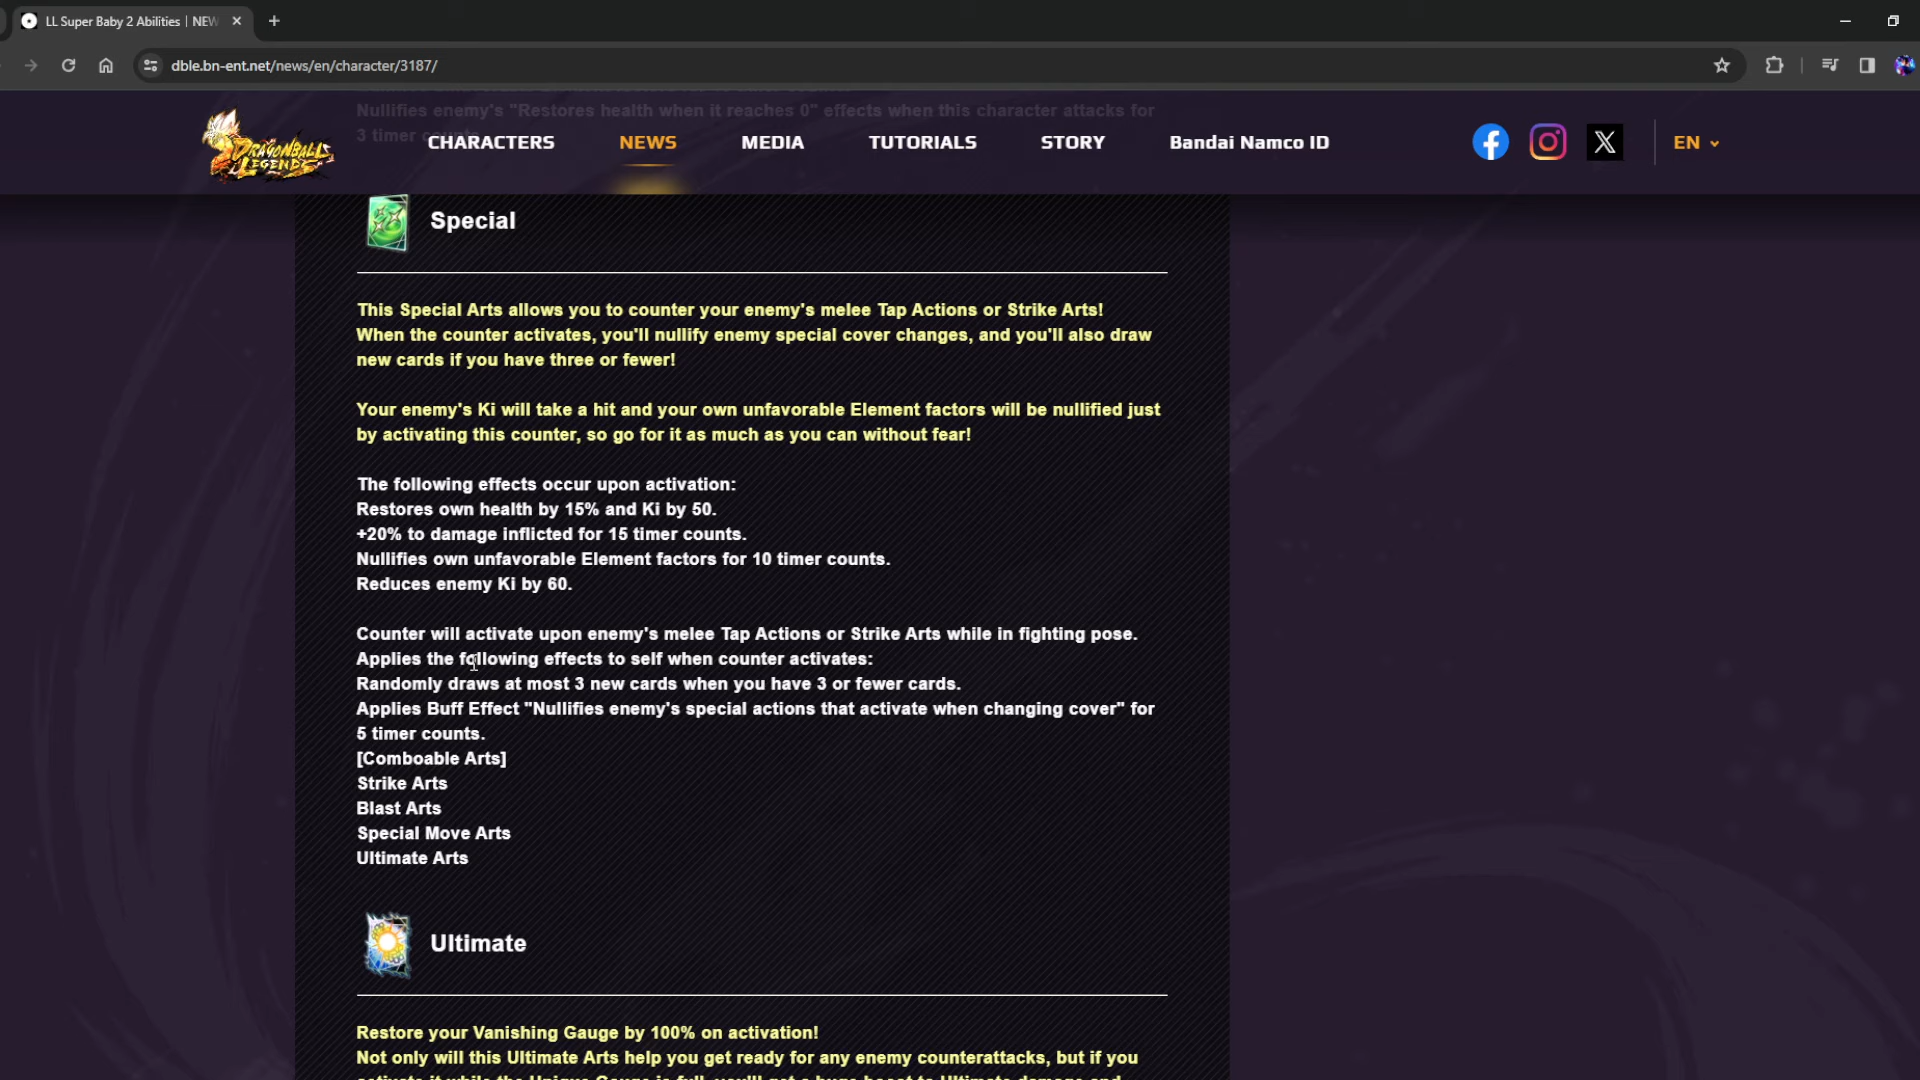 LL Super Baby 2 Abilities | NEW
dble.bn-ent.net/news/en/character/3187/
Nullifies enemy's "Restores health when it reaches 0" effects when this character attacks for
3 timer counts.
DRAGONBALL
LEGENDS
CHARACTERS
NEWS
MEDIA
TUTORIALS
STORY
Bandai Namco ID
EN
Special
This Special Arts allows you to counter your enemy's melee Tap Actions or Strike Arts!
When the counter activates, you'll nullify enemy special cover changes, and you'll also draw
new cards if you have three or fewer!
Your enemy's Ki will take a hit and your own unfavorable Element factors will be nullified just
by activating this counter, so go for it as much as you can without fear!
The following effects occur upon activation:
Restores own health by 15% and Ki by 50.
+20% to damage inflicted for 15 timer counts.
Nullifies own unfavorable Element factors for 10 timer counts.
Reduces enemy Ki by 60.
Counter will activate upon enemy's melee Tap Actions or Strike Arts while in fighting pose.
Applies the following effects to self when counter activates:
Randomly draws at most 3 new cards when you have 3 or fewer cards.
Applies Buff Effect "Nullifies enemy's special actions that activate when changing cover" for
5 timer counts.
[Comboable Arts]
Strike Arts
Blast Arts
Special Move Arts
Ultimate Arts
Ultimate
Restore your Vanishing Gauge by 100% on activation!
Not only will this Ultimate Arts help you get ready for any enemy counterattacks, but if you